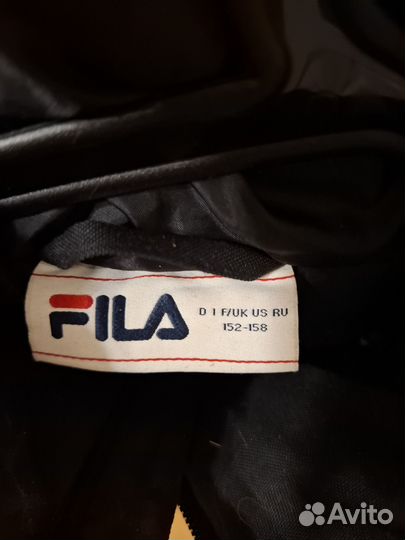 FILA
D I F/UK US RU
152-158
Avito